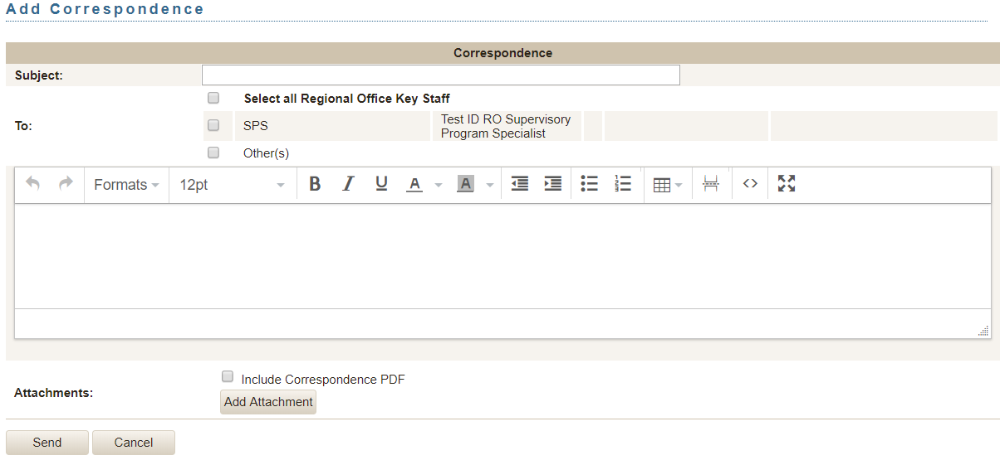 Add Correspondence
Correspondence
Subject:
Select all Regional Office Key Staff
To:
SPS
Test ID RO Supervisory
Program Specialist
Other(s)
Formats 12pt B I U A A
Attachments:
Include Correspondence PDF
Add Attachment
Send Cancel